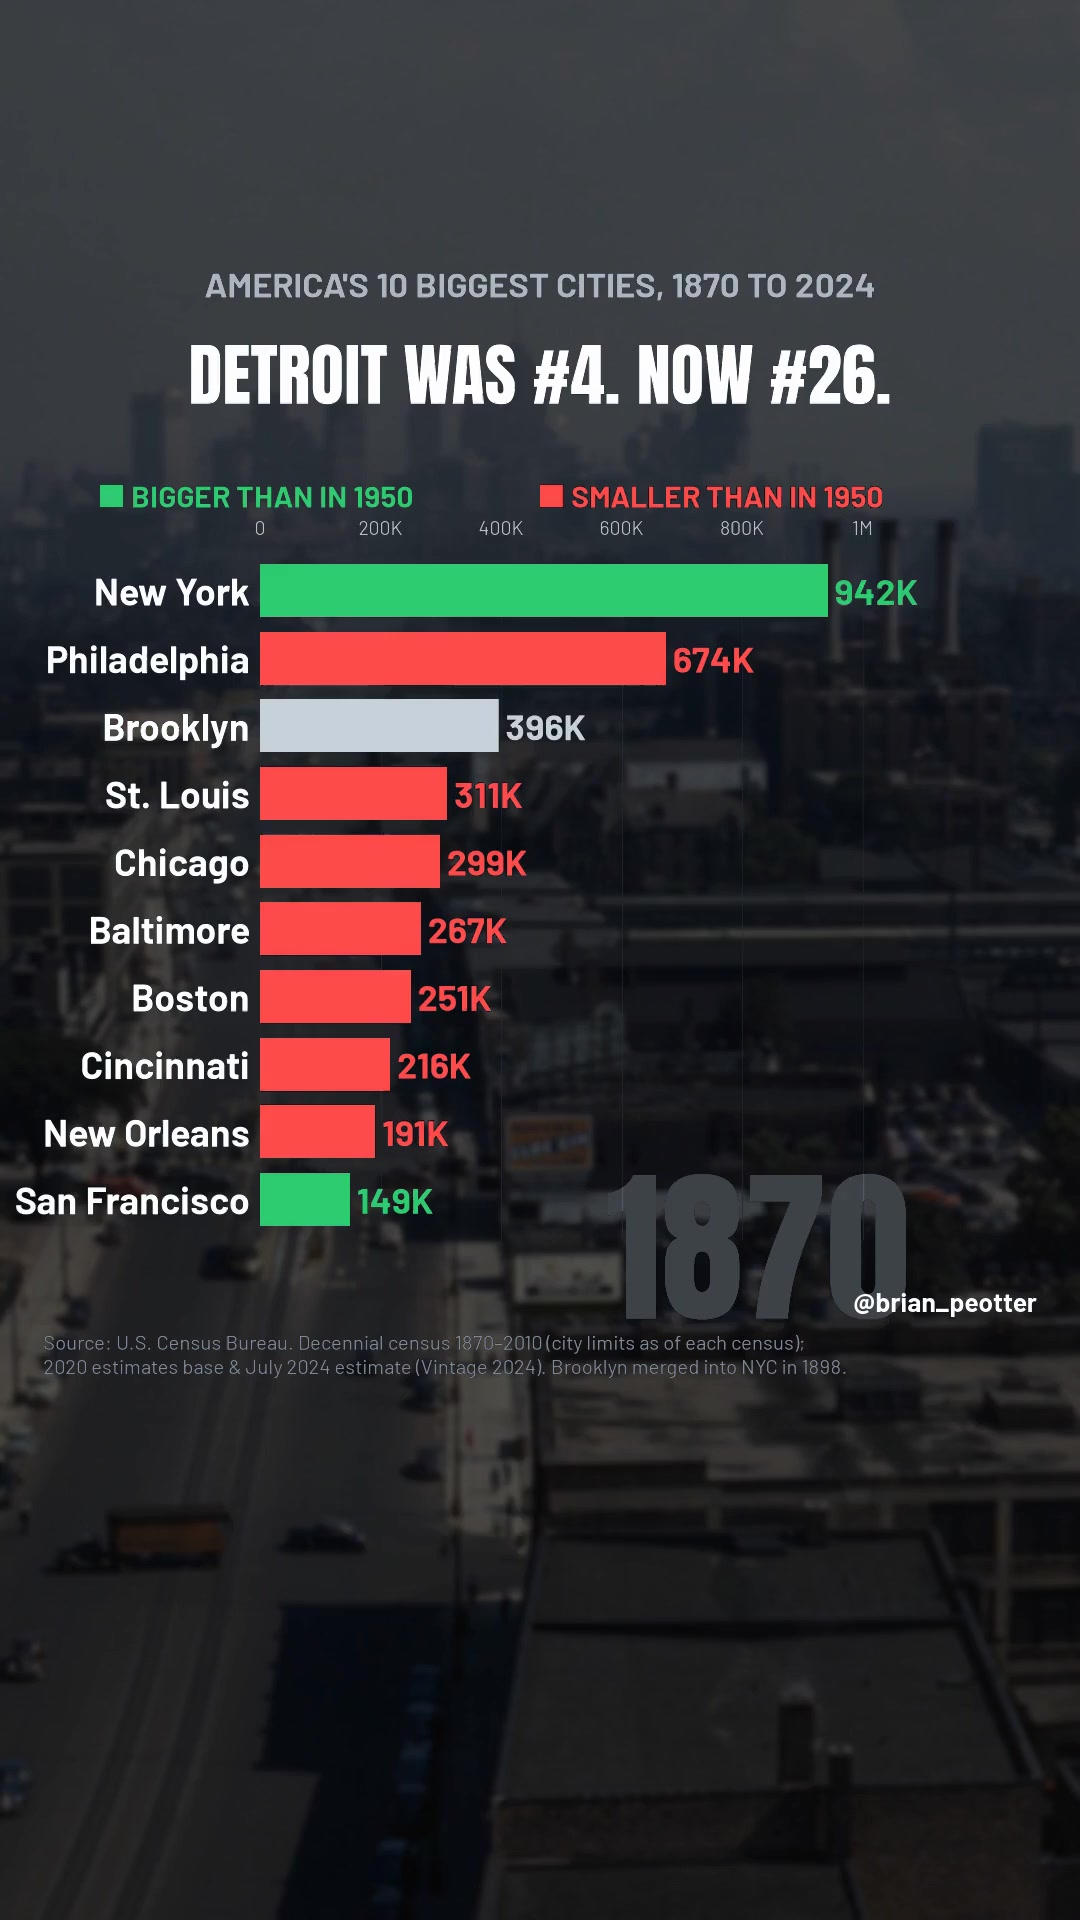 AMERICA'S 10 BIGGEST CITIES, 1870 TO 2024
DETROIT WAS #4. NOW #26.
BIGGER THAN IN 1950 SMALLER THAN IN 1950
0 200K 400K 600K 800K 1M
New York 942K
Philadelphia 674K
Brooklyn 396K
St. Louis 311K
Chicago 299K
Baltimore 267K
Boston 251K
Cincinnati 216K
New Orleans 191K
San Francisco 149K
1870
@brian_peotter
Source: U.S. Census Bureau. Decennial census 1870–2010 (city limits as of each census);
2020 estimates base & July 2024 estimate (Vintage 2024). Brooklyn merged into NYC in 1898.